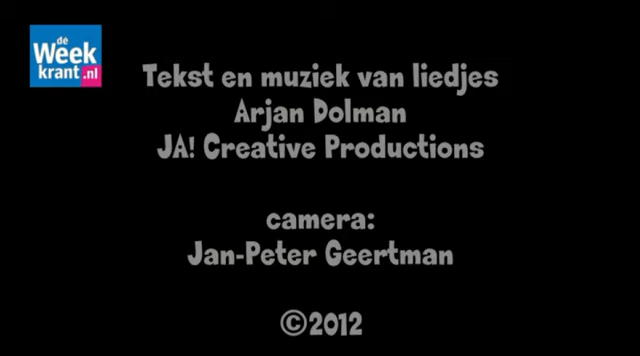 de
Week
krant.nl
Tekst en muziek van liedjes
Arjan Dolman
JA! Creative Productions
camera:
Jan-Peter Geertman
©2012